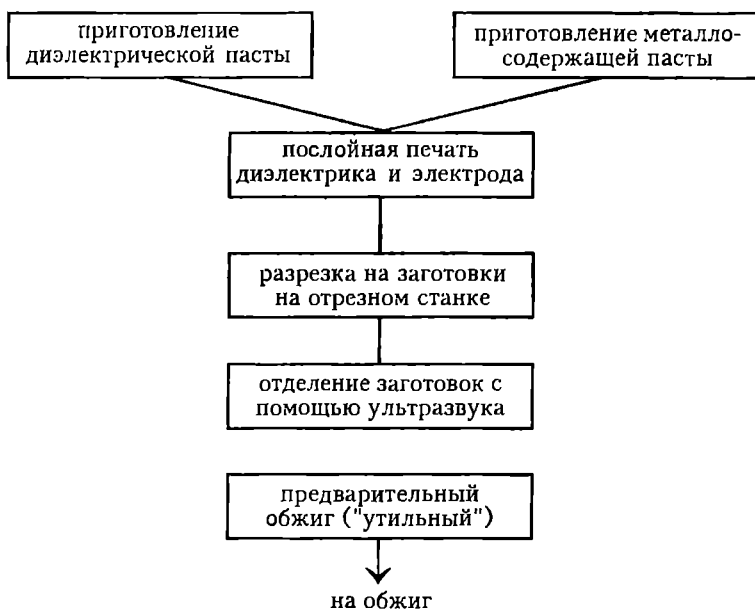 приготовление
диэлектрической пасты
приготовление металло-
содержащей пасты
послойная печать
диэлектрика и электрода
разрезка на заготовки
на отрезном станке
отделение заготовок с
помощью ультразвука
предварительный
обжиг ("утильный")
на обжиг